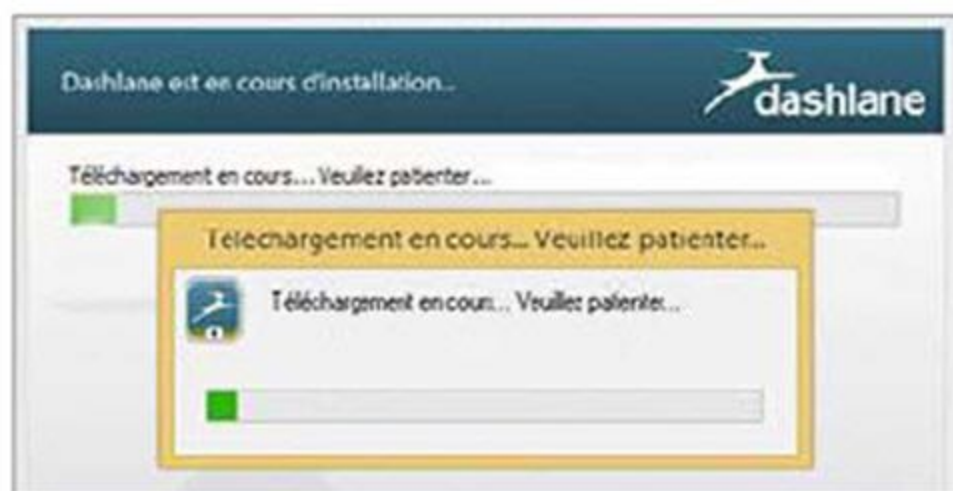 Dashlane est en cours d'installation...
dashlane
Téléchargement en cours... Veuillez patienter...
Téléchargement en cours... Veuillez patienter...
Téléchargement en cours... Veuillez patienter...